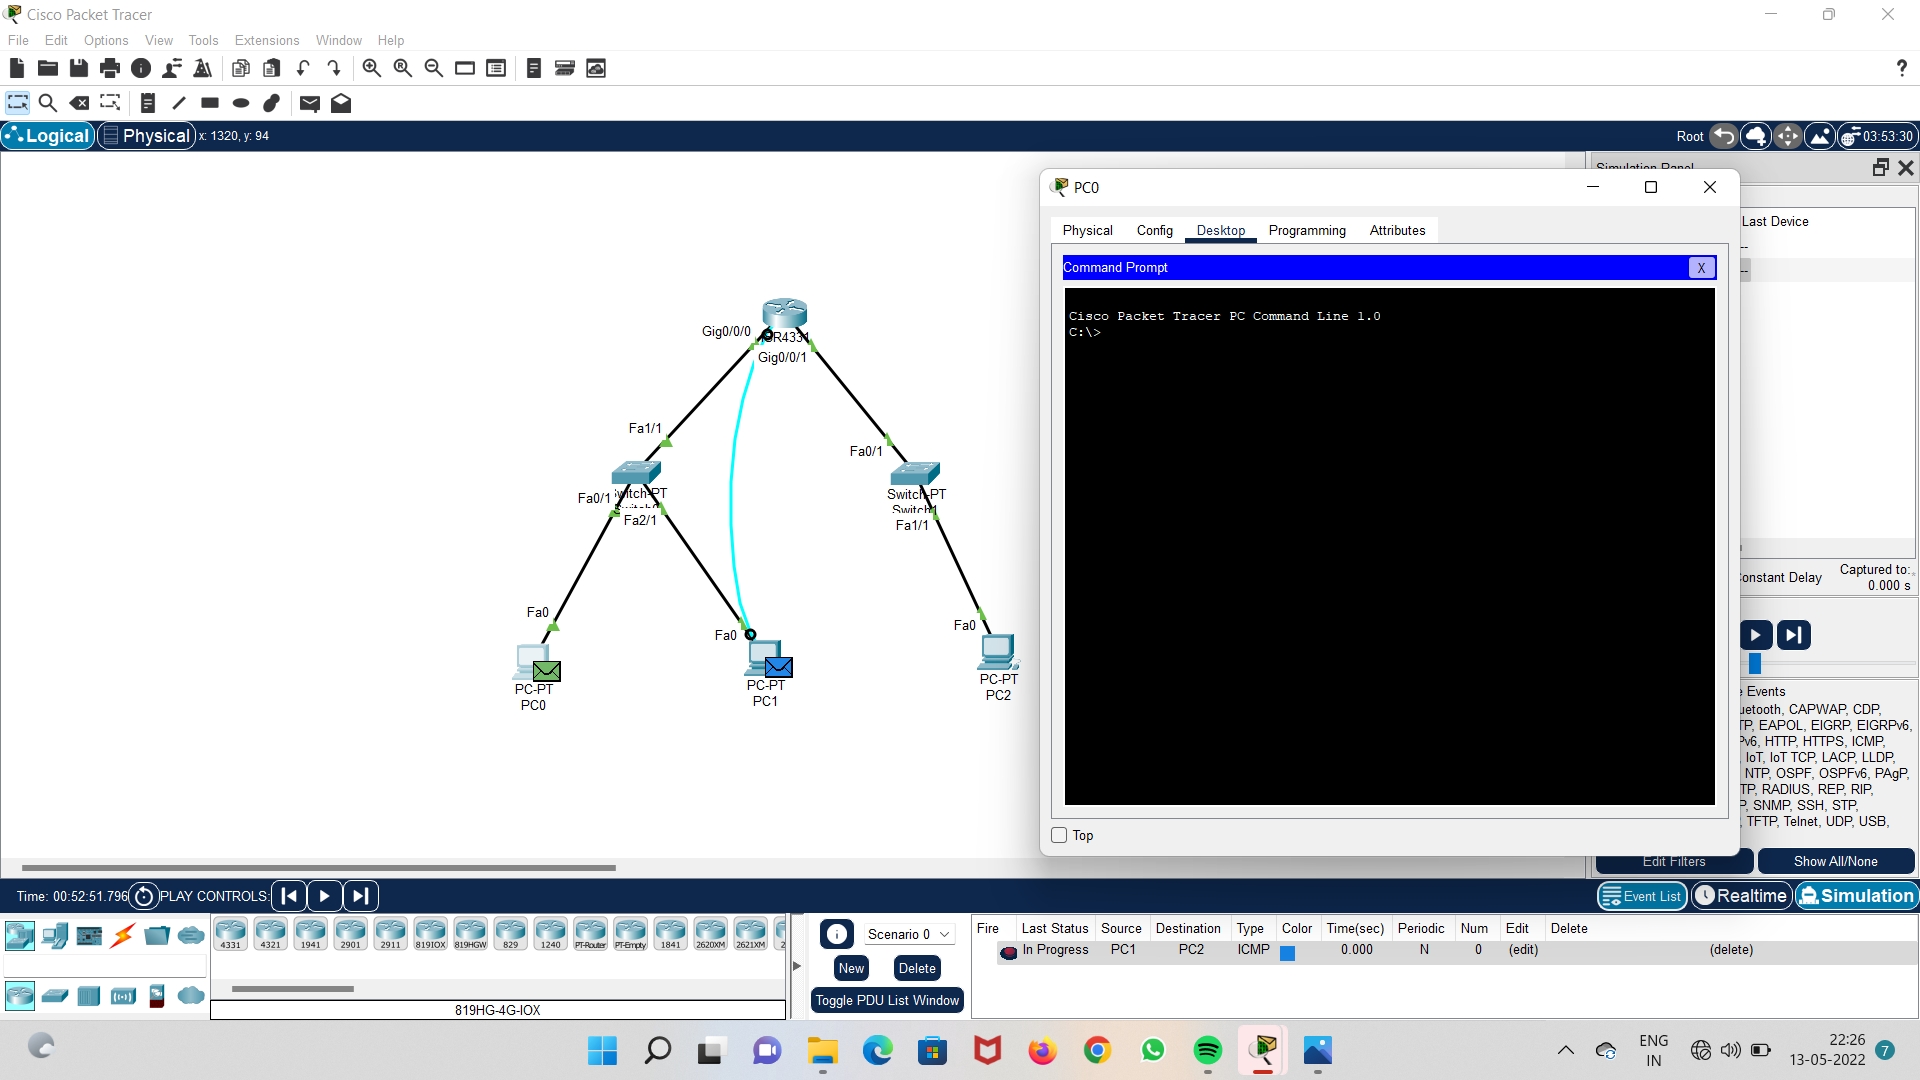 Cisco Packet Tracer
File Edit Options View Tools Extensions Window Help
?
Logical Physical x: 1320, y: 94
Root 03:53:30
Simulation Panel
Last Device
--
--
PC0
Physical Config Desktop Programming Attributes
Command Prompt X
Cisco Packet Tracer PC Command Line 1.0
C:\>
Top
Gig0/0/0
Gig0/0/1
Fa1/1
Fa0/1
Fa0/1
Switch-PT
Fa2/1
Switch-PT
Switch1
Fa1/1
Fa0
Fa0
Fa0
PC-PT
PC0
PC-PT
PC1
PC-PT
PC2
Constant Delay
Captured to:
0.000 s
Events
CAPWAP, CDP,
EAPOL, EIGRP, EIGRPv6,
HTTP, HTTPS, ICMP,
IoT, IoT TCP, LACP, LLDP,
NTP, OSPF, OSPFv6, PAgP,
RADIUS, REP, RIP,
SNMP, SSH, STP,
TFTP, Telnet, UDP, USB,
Edit Filters Show All/None
Time: 00:52:51.796 PLAY CONTROLS:
Event List Realtime Simulation
4331 4321 1941 2901 2911 819IOX 819HGW 829 1240 PT-Router PT-Empty 1841 2620XM 2621XM 2
819HG-4G-IOX
Scenario 0
New Delete
Toggle PDU List Window
Fire Last Status Source Destination Type Color Time(sec) Periodic Num Edit Delete
In Progress PC1 PC2 ICMP 0.000 N 0 (edit) (delete)
ENG
IN
22:26
13-05-2022
7